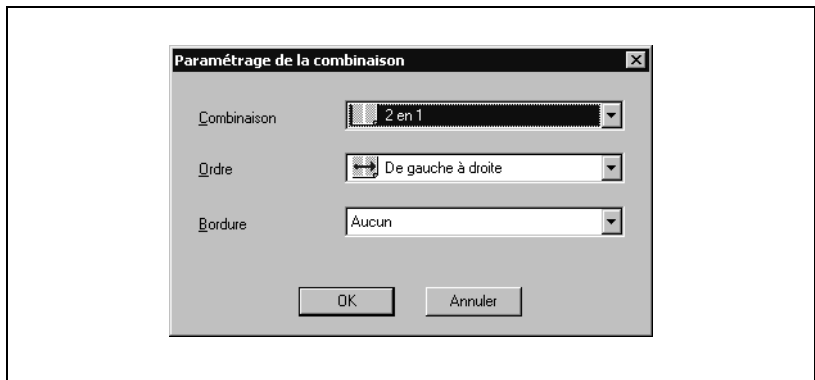 Paramétrage de la combinaison
Combinaison 2 en 1
Ordre De gauche à droite
Bordure Aucun
OK Annuler